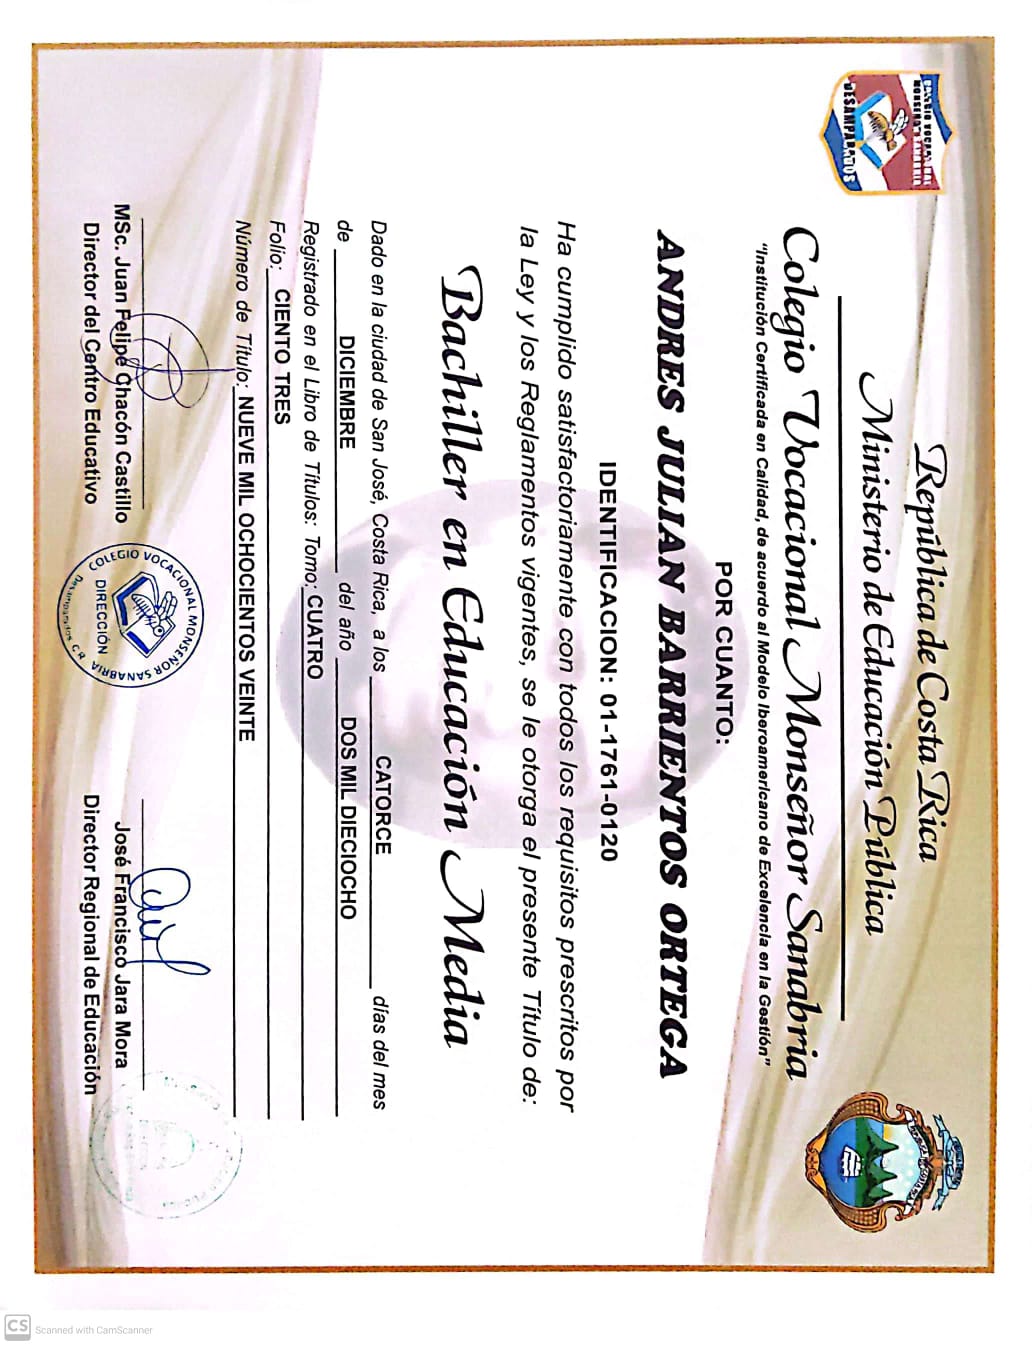 República de Costa Rica
Ministerio de Educación Pública
COLEGIO VOCACIONAL
MONSEÑOR SANABRIA
DESAMPARADOS
Colegio Vocacional Monseñor Sanabria
"Institución Certificada en Calidad, de acuerdo al Modelo Iberoamericano de Excelencia en la Gestión"
POR CUANTO:
ANDRES JULIAN BARRIENTOS ORTEGA
IDENTIFICACION: 01-1761-0120
Ha cumplido satisfactoriamente con todos los requisitos prescritos por
la Ley y los Reglamentos vigentes, se le otorga el presente Título de:
Bachiller en Educación Media
Dado en la ciudad de San José, Costa Rica, a los CATORCE días del mes
de DICIEMBRE del año DOS MIL DIECIOCHO
Registrado en el Libro de Títulos: Tomo: CUATRO
Folio: CIENTO TRES
Número de Título: NUEVE MIL OCHOCIENTOS VEINTE
MSc. Juan Felipe Chacón Castillo
Director del Centro Educativo
COLEGIO VOCACIONAL MONSEÑOR SANABRIA
DIRECCIÓN
Desamparados C.R.
José Francisco Jara Mora
Director Regional de Educación
CS Scanned with CamScanner